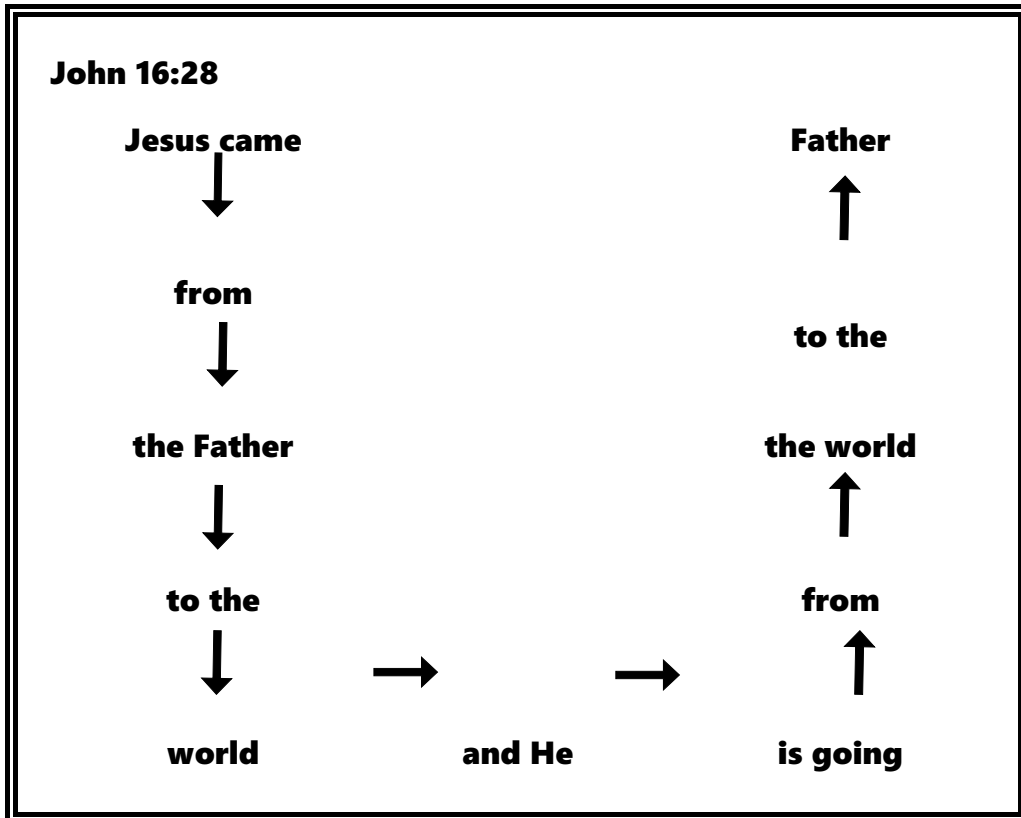 John 16:28
Jesus came
from
the Father
to the
world
and He
is going
from
the world
to the
Father